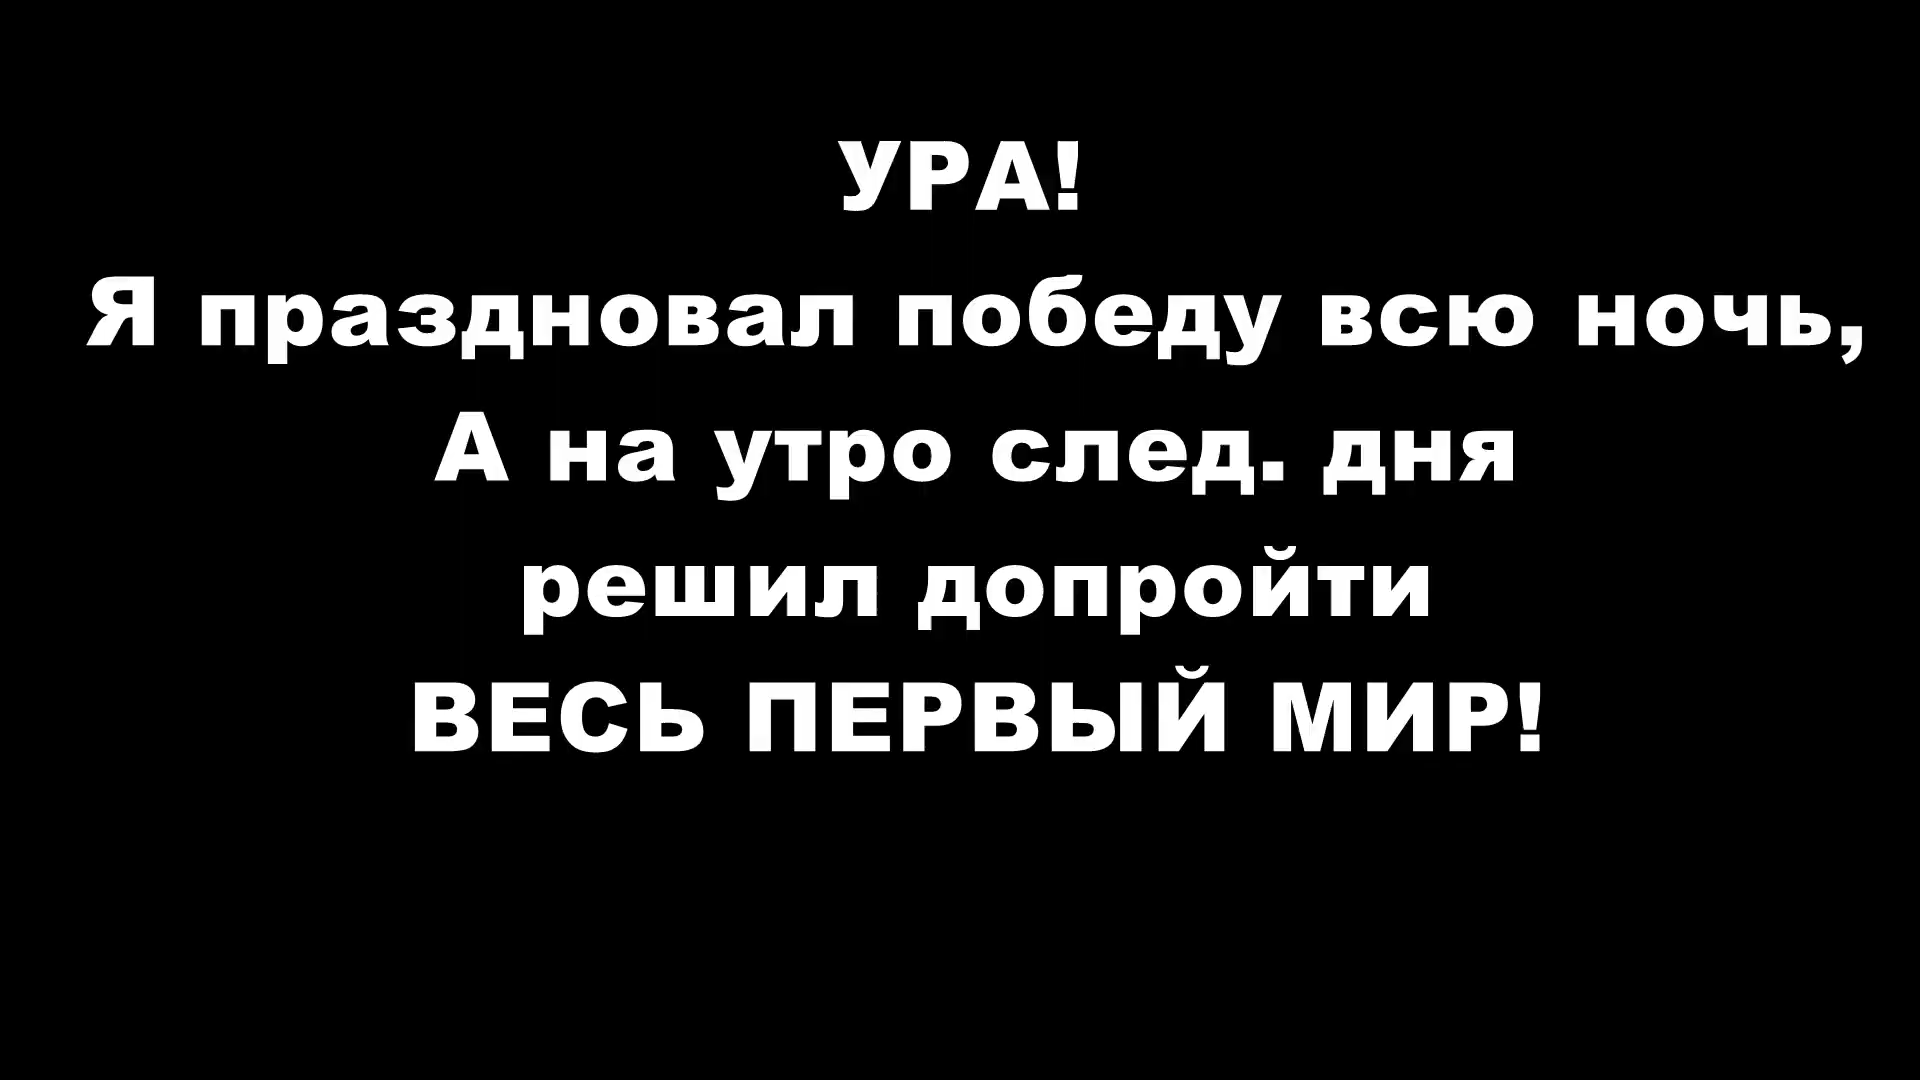 УРА!
Я праздновал победу всю ночь,
А на утро след. дня
решил допройти
ВЕСЬ ПЕРВЫЙ МИР!